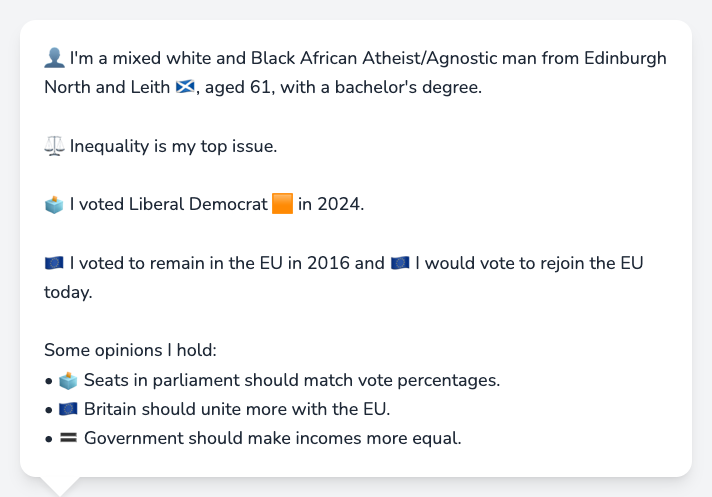 👤 I'm a mixed white and Black African Atheist/Agnostic man from Edinburgh
North and Leith 🏴󠁧󠁢󠁳󠁣󠁴󠁿, aged 61, with a bachelor's degree.
⚖️ Inequality is my top issue.
🗳️ I voted Liberal Democrat 🟧 in 2024.
🇪🇺 I voted to remain in the EU in 2016 and 🇪🇺 I would vote to rejoin the EU
today.
Some opinions I hold:
• 🗳️ Seats in parliament should match vote percentages.
• 🇪🇺 Britain should unite more with the EU.
• 🟰 Government should make incomes more equal.